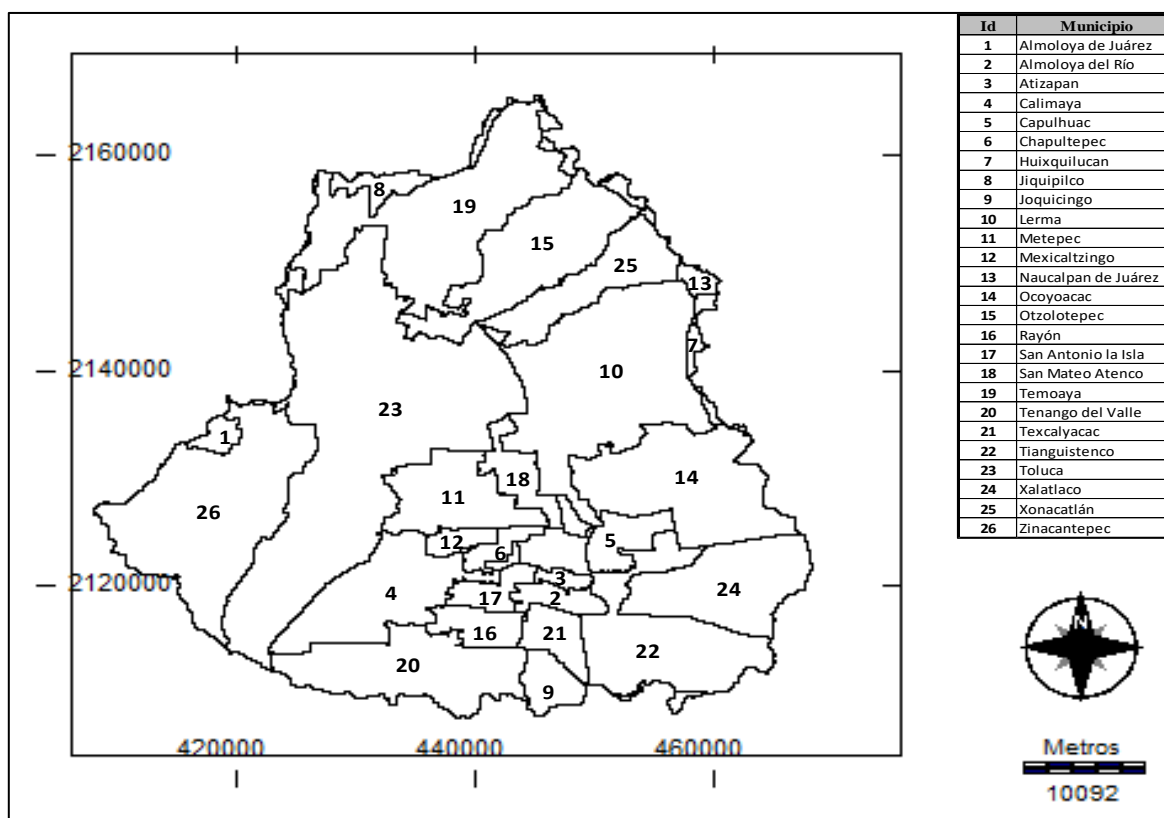 Id Municipio
1 Almoloya de Juárez
2 Almoloya del Río
3 Atizapan
4 Calimaya
5 Capulhuac
6 Chapultepec
7 Huixquilucan
8 Jiquipilco
9 Joquicingo
10 Lerma
11 Metepec
12 Mexicaltzingo
13 Naucalpan de Juárez
14 Ocoyoacac
15 Otzolotepec
16 Rayón
17 San Antonio la Isla
18 San Mateo Atenco
19 Temoaya
20 Tenango del Valle
21 Texcalyacac
22 Tianguistenco
23 Toluca
24 Xalatlaco
25 Xonacatlán
26 Zinacantepec
2160000
8
19
15
25
13
7
2140000
10
23
1
18
14
11
26
12
6
5
3
2120000
4
17
2
24
16
21
22
20
9
420000 440000 460000
Metros
10092